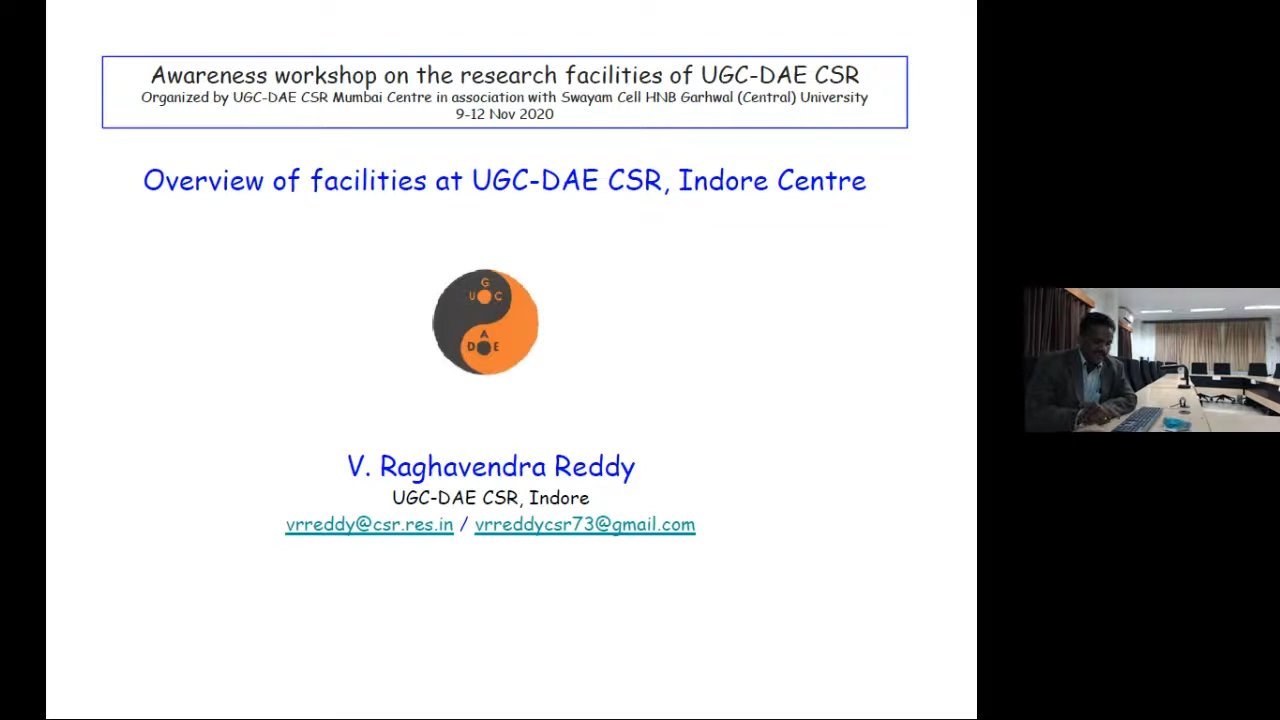 Awareness workshop on the research facilities of UGC-DAE CSR
Organized by UGC-DAE CSR Mumbai Centre in association with Swayam Cell HNB Garhwal (Central) University
9-12 Nov 2020
Overview of facilities at UGC-DAE CSR, Indore Centre
G
U C
A
D E
V. Raghavendra Reddy
UGC-DAE CSR, Indore
vrreddy@csr.res.in / vrreddycsr73@gmail.com